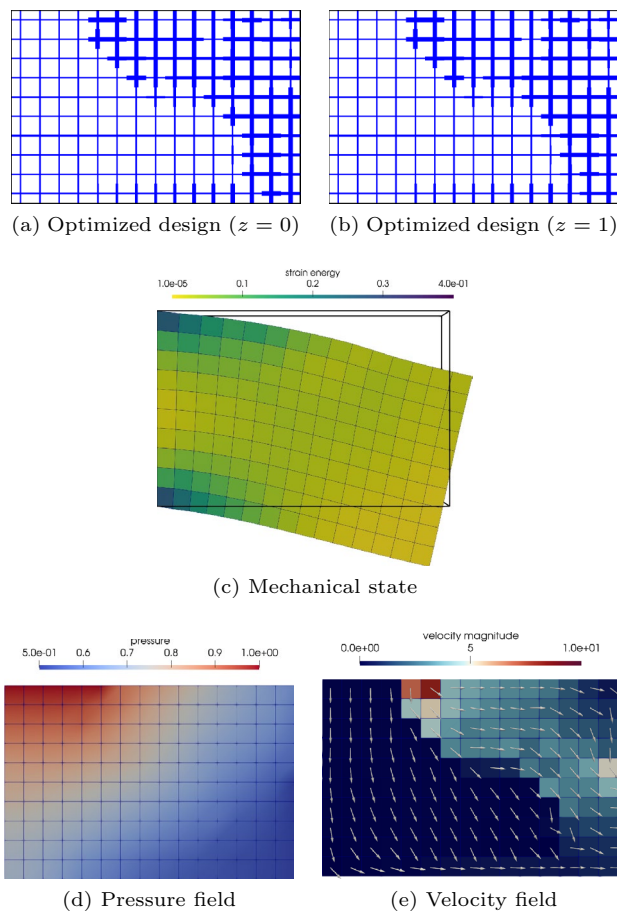 (a) Optimized design (z = 0)
(b) Optimized design (z = 1)
strain energy
1.0e-05 0.1 0.2 0.3 4.0e-01
(c) Mechanical state
pressure
5.0e-01 0.6 0.7 0.8 0.9 1.0e+00
velocity magnitude
0.0e+00 5 1.0e+01
(d) Pressure field
(e) Velocity field